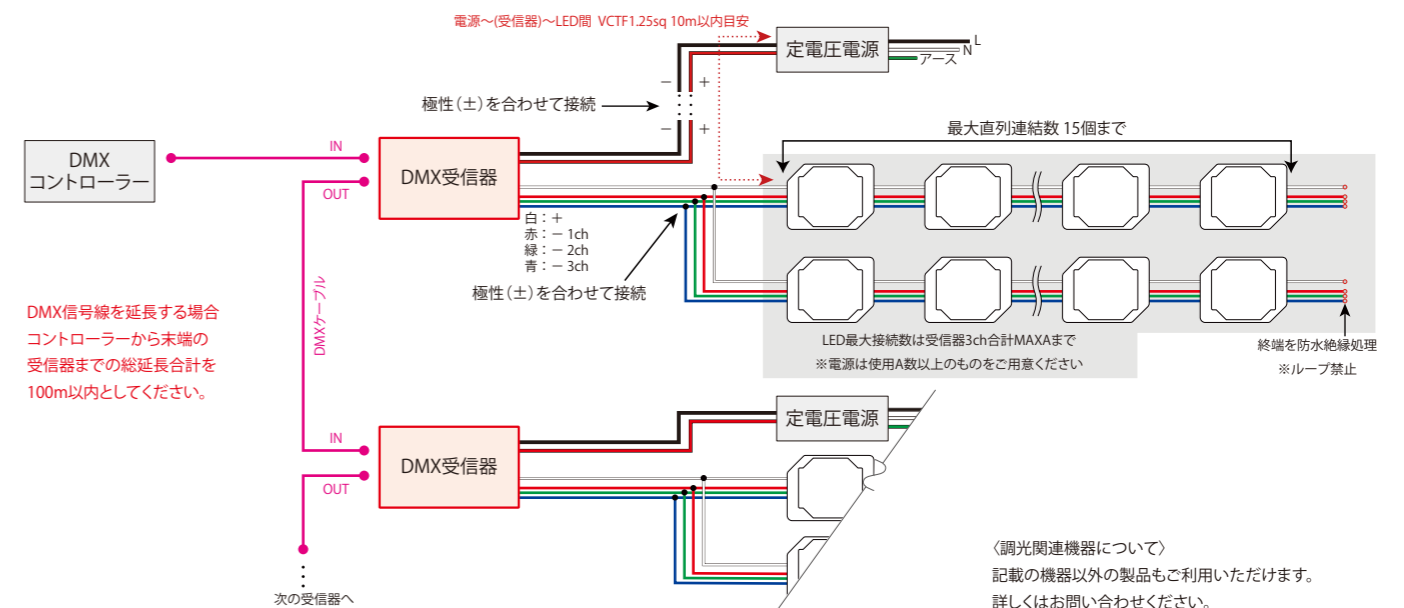 電源～(受信器)～LED間 VCTF1.25sq 10m以内目安
定電圧電源
L
N
アース
－ ＋
極性（±）を合わせて接続
－ ＋
最大直列連結数 15個まで
DMX
コントローラー
IN
OUT
DMX受信器
白：＋
赤：－ 1ch
緑：－ 2ch
青：－ 3ch
極性（±）を合わせて接続
DMXケーブル
DMX信号線を延長する場合
コントローラーから末端の
受信器までの総延長合計を
100m以内としてください。
LED最大接続数は受信器3ch合計MAXAまで
※電源は使用A数以上のものをご用意ください
終端を防水絶縁処理
※ループ禁止
定電圧電源
IN
OUT
DMX受信器
次の受信器へ
〈調光関連機器について〉
記載の機器以外の製品もご利用いただけます。
詳しくはお問い合わせください。